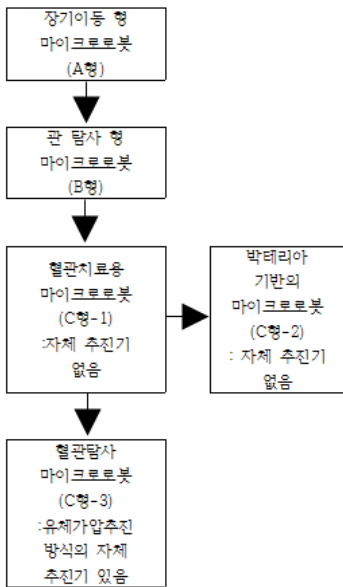 장기이동 형
마이크로로봇
(A형)
관 탐사 형
마이크로로봇
(B형)
혈관치료용
마이크로로봇
(C형-1)
:자체 추진기
없음
박테리아
기반의
마이크로로봇
(C형-2)
: 자체 추진기
없음
혈관탐사
마이크로로봇
(C형-3)
:유체가압추진
방식의 자체
추진기 있음